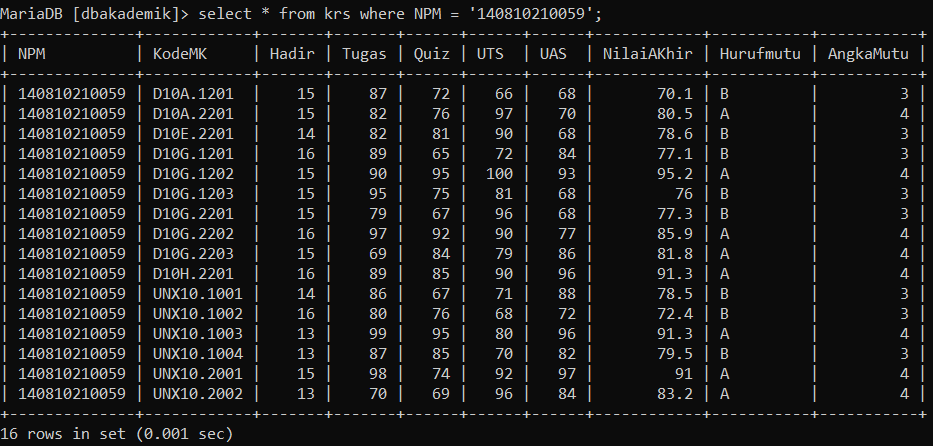 MariaDB [dbakademik]> select * from krs where NPM = '140810210059';
+--------------+-----------+-------+-------+------+------+------+-------------+-----------+-----------+
| NPM          | KodeMK    | Hadir | Tugas | Quiz | UTS  | UAS  | NilaiAKhir | Hurufmutu | AngkaMutu |
+--------------+-----------+-------+-------+------+------+------+-------------+-----------+-----------+
| 140810210059 | D10A.1201 | 15 | 87 | 72 | 66 | 68 | 70.1 | B | 3 |
| 140810210059 | D10A.2201 | 15 | 82 | 76 | 97 | 70 | 80.5 | A | 4 |
| 140810210059 | D10E.2201 | 14 | 82 | 81 | 90 | 68 | 78.6 | B | 3 |
| 140810210059 | D10G.1201 | 16 | 89 | 65 | 72 | 84 | 77.1 | B | 3 |
| 140810210059 | D10G.1202 | 15 | 90 | 95 | 100 | 93 | 95.2 | A | 4 |
| 140810210059 | D10G.1203 | 15 | 95 | 75 | 81 | 68 | 76 | B | 3 |
| 140810210059 | D10G.2201 | 15 | 79 | 67 | 96 | 68 | 77.3 | B | 3 |
| 140810210059 | D10G.2202 | 16 | 97 | 92 | 90 | 77 | 85.9 | A | 4 |
| 140810210059 | D10G.2203 | 15 | 69 | 84 | 79 | 86 | 81.8 | A | 4 |
| 140810210059 | D10H.2201 | 16 | 89 | 85 | 90 | 96 | 91.3 | A | 4 |
| 140810210059 | UNX10.1001 | 14 | 86 | 67 | 71 | 88 | 78.5 | B | 3 |
| 140810210059 | UNX10.1002 | 16 | 80 | 76 | 68 | 72 | 72.4 | B | 3 |
| 140810210059 | UNX10.1003 | 13 | 99 | 95 | 80 | 96 | 91.3 | A | 4 |
| 140810210059 | UNX10.1004 | 13 | 87 | 85 | 70 | 82 | 79.5 | B | 3 |
| 140810210059 | UNX10.2001 | 15 | 98 | 74 | 92 | 97 | 91 | A | 4 |
| 140810210059 | UNX10.2002 | 13 | 70 | 69 | 96 | 84 | 83.2 | A | 4 |
+--------------+-----------+-------+-------+------+------+------+-------------+-----------+-----------+
16 rows in set (0.001 sec)